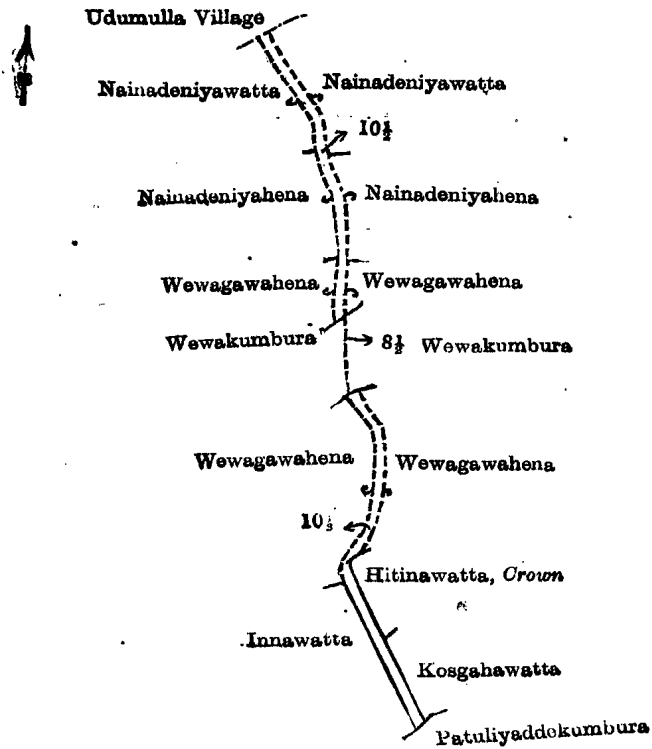 Udumulla Village
Nainadeniyawatta Nainadeniyawatta
10½
Nainadeniyahena Nainadeniyahena
Wewagawahena Wewagawahena
Wewakumbura 8½ Wewakumbura
Wewagawahena Wewagawahena
10½
Hitinawatta, Crown
Innawatta
Kosgahawatta
Patuliyaddekumbura